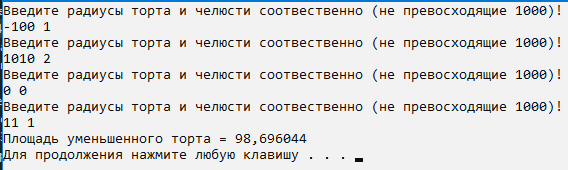 Введите радиусы торта и челюсти соотвественно (не превосходящие 1000)!
-100 1
Введите радиусы торта и челюсти соотвественно (не превосходящие 1000)!
1010 2
Введите радиусы торта и челюсти соотвественно (не превосходящие 1000)!
0 0
Введите радиусы торта и челюсти соотвественно (не превосходящие 1000)!
11 1
Площадь уменьшенного торта = 98,696044
Для продолжения нажмите любую клавишу . . .